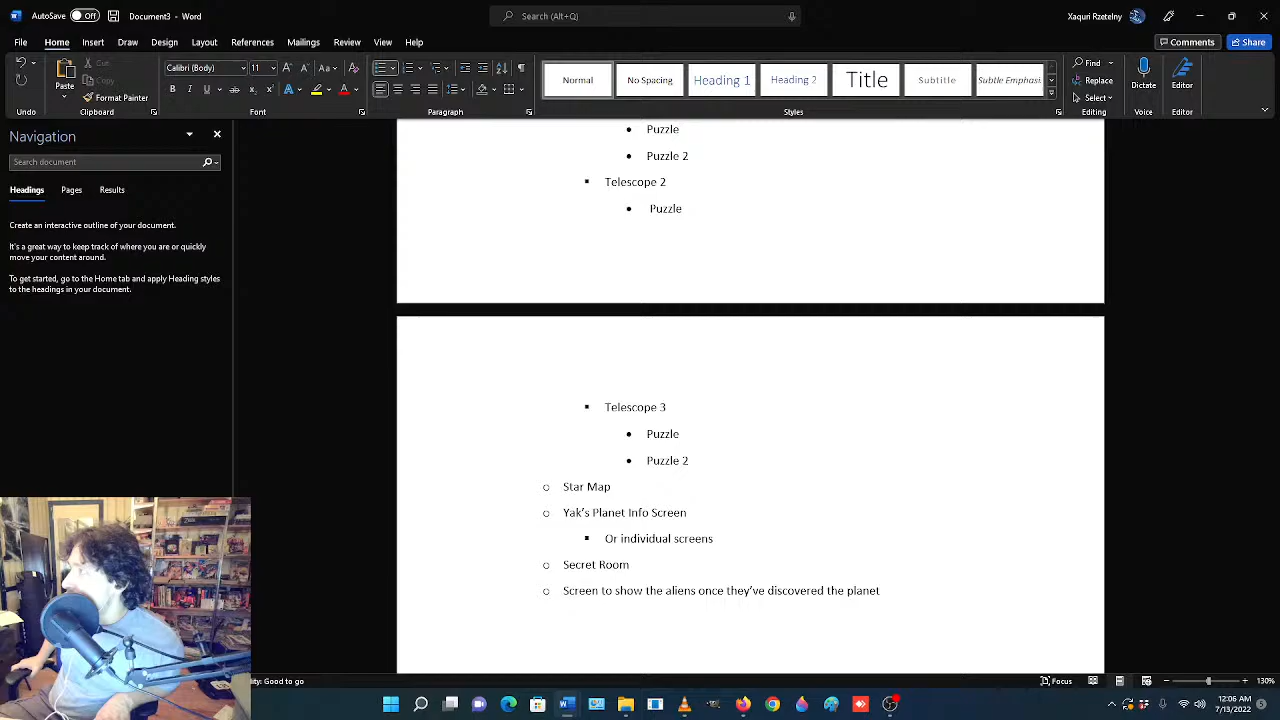 AutoSave Off Document3 - Word Search (Alt+Q) Xaquri Rzetelny
File Home Insert Draw Design Layout References Mailings Review View Help Comments Share
Paste Cut Copy Format Painter
Calibri (Body) 11
Normal No Spacing Heading 1 Heading 2 Title Subtitle Subtle Emphasis
Find Replace Select Dictate Editor
Undo Clipboard Font Paragraph Styles Editing Voice Editor
Navigation
Search document
Headings Pages Results
Create an interactive outline of your document.
It's a great way to keep track of where you are or quickly
move your content around.
To get started, go to the Home tab and apply Heading styles
to the headings in your document.
Puzzle
Puzzle 2
Telescope 2
Puzzle
Telescope 3
Puzzle
Puzzle 2
Star Map
Yak’s Planet Info Screen
Or individual screens
Secret Room
Screen to show the aliens once they’ve discovered the planet
Good to go Focus 130%
12:06 AM
7/13/2022